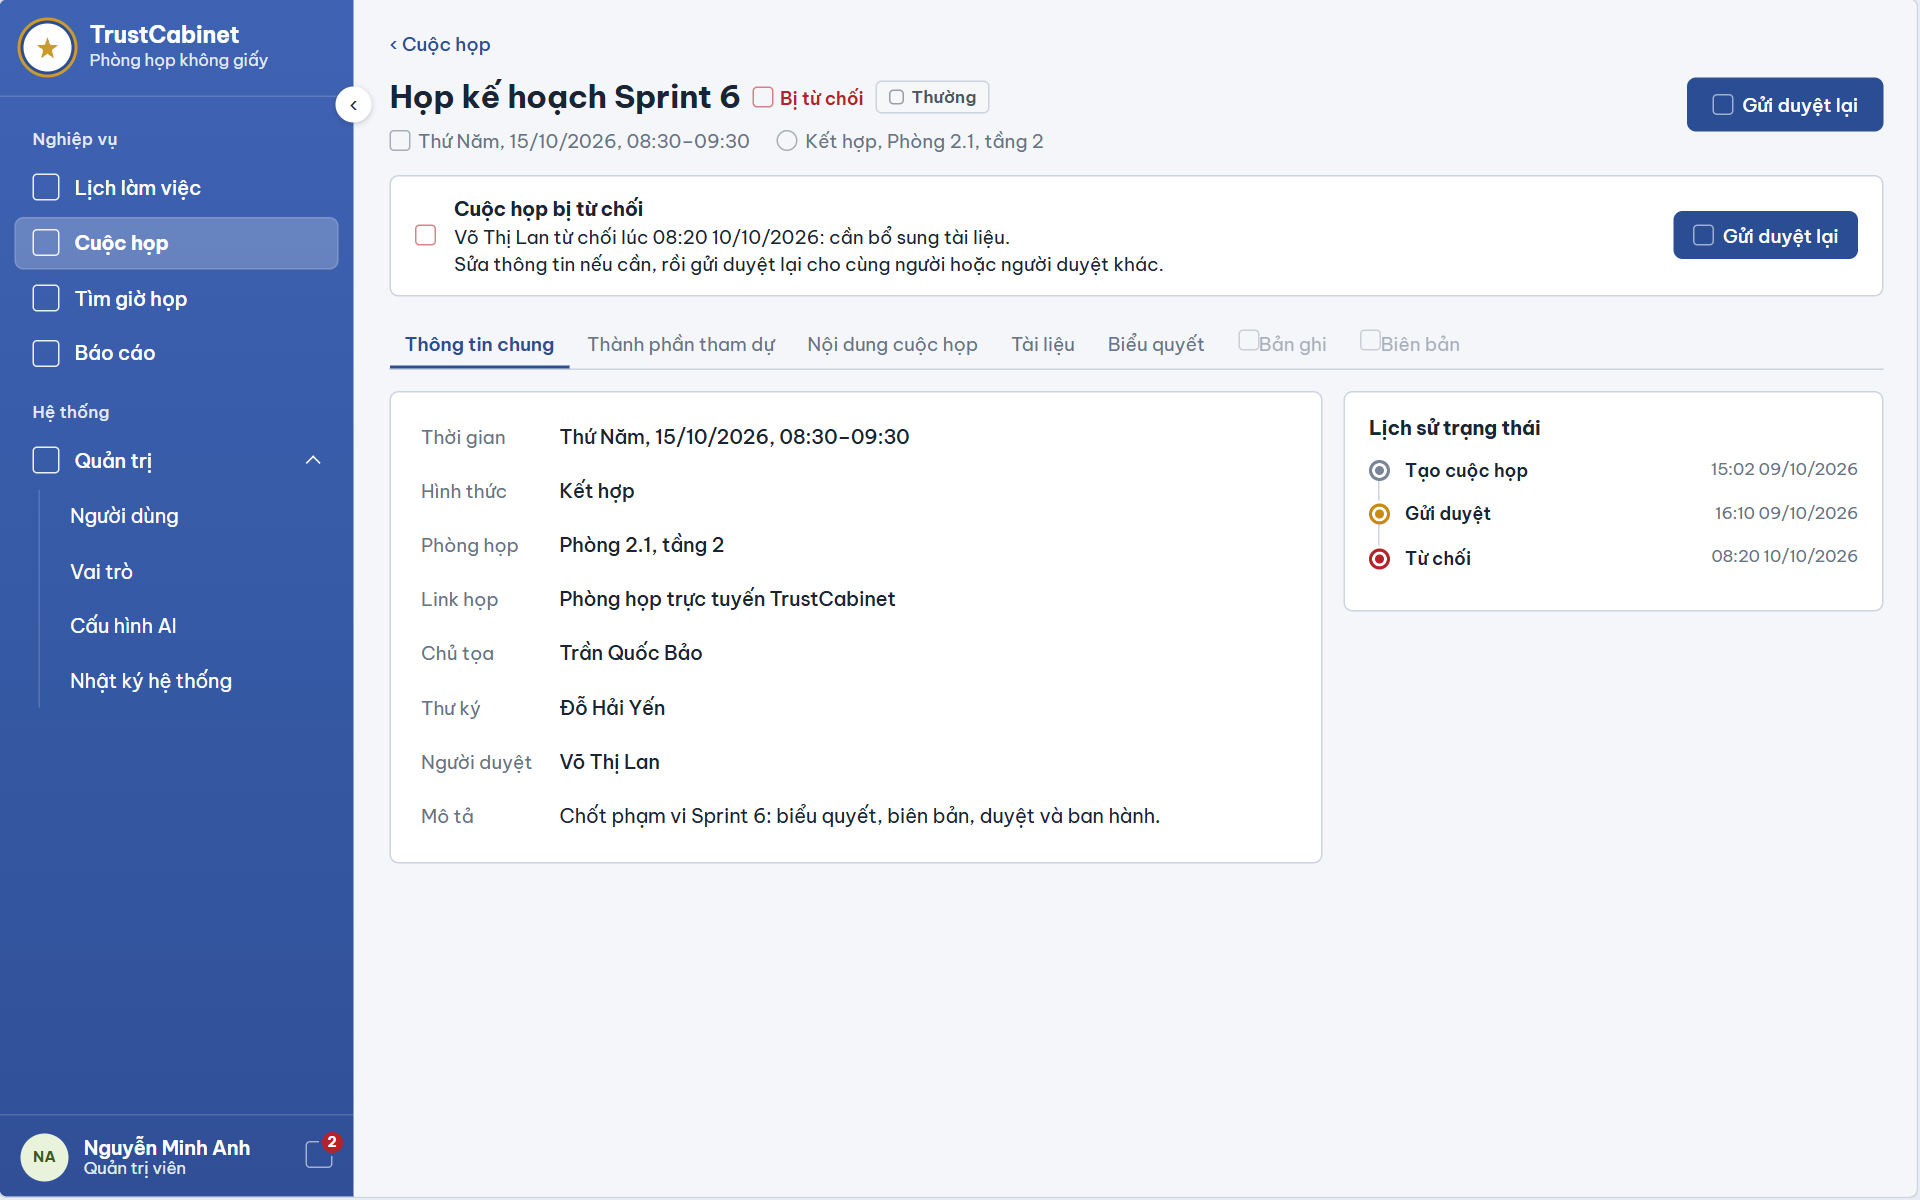 TrustCabinet
Phòng họp không giấy
Nghiệp vụ
Lịch làm việc
Cuộc họp
Tìm giờ họp
Báo cáo
Hệ thống
Quản trị
Người dùng
Vai trò
Cấu hình AI
Nhật ký hệ thống
NA
Nguyễn Minh Anh
Quản trị viên
2
‹ Cuộc họp
Họp kế hoạch Sprint 6
Bị từ chối
Thường
Gửi duyệt lại
Thứ Năm, 15/10/2026, 08:30–09:30
Kết hợp, Phòng 2.1, tầng 2
Cuộc họp bị từ chối
Võ Thị Lan từ chối lúc 08:20 10/10/2026: cần bổ sung tài liệu.
Sửa thông tin nếu cần, rồi gửi duyệt lại cho cùng người hoặc người duyệt khác.
Gửi duyệt lại
Thông tin chung
Thành phần tham dự
Nội dung cuộc họp
Tài liệu
Biểu quyết
Bản ghi
Biên bản
Thời gian Thứ Năm, 15/10/2026, 08:30–09:30
Hình thức Kết hợp
Phòng họp Phòng 2.1, tầng 2
Link họp Phòng họp trực tuyến TrustCabinet
Chủ tọa Trần Quốc Bảo
Thư ký Đỗ Hải Yến
Người duyệt Võ Thị Lan
Mô tả Chốt phạm vi Sprint 6: biểu quyết, biên bản, duyệt và ban hành.
Lịch sử trạng thái
Tạo cuộc họp 15:02 09/10/2026
Gửi duyệt 16:10 09/10/2026
Từ chối 08:20 10/10/2026